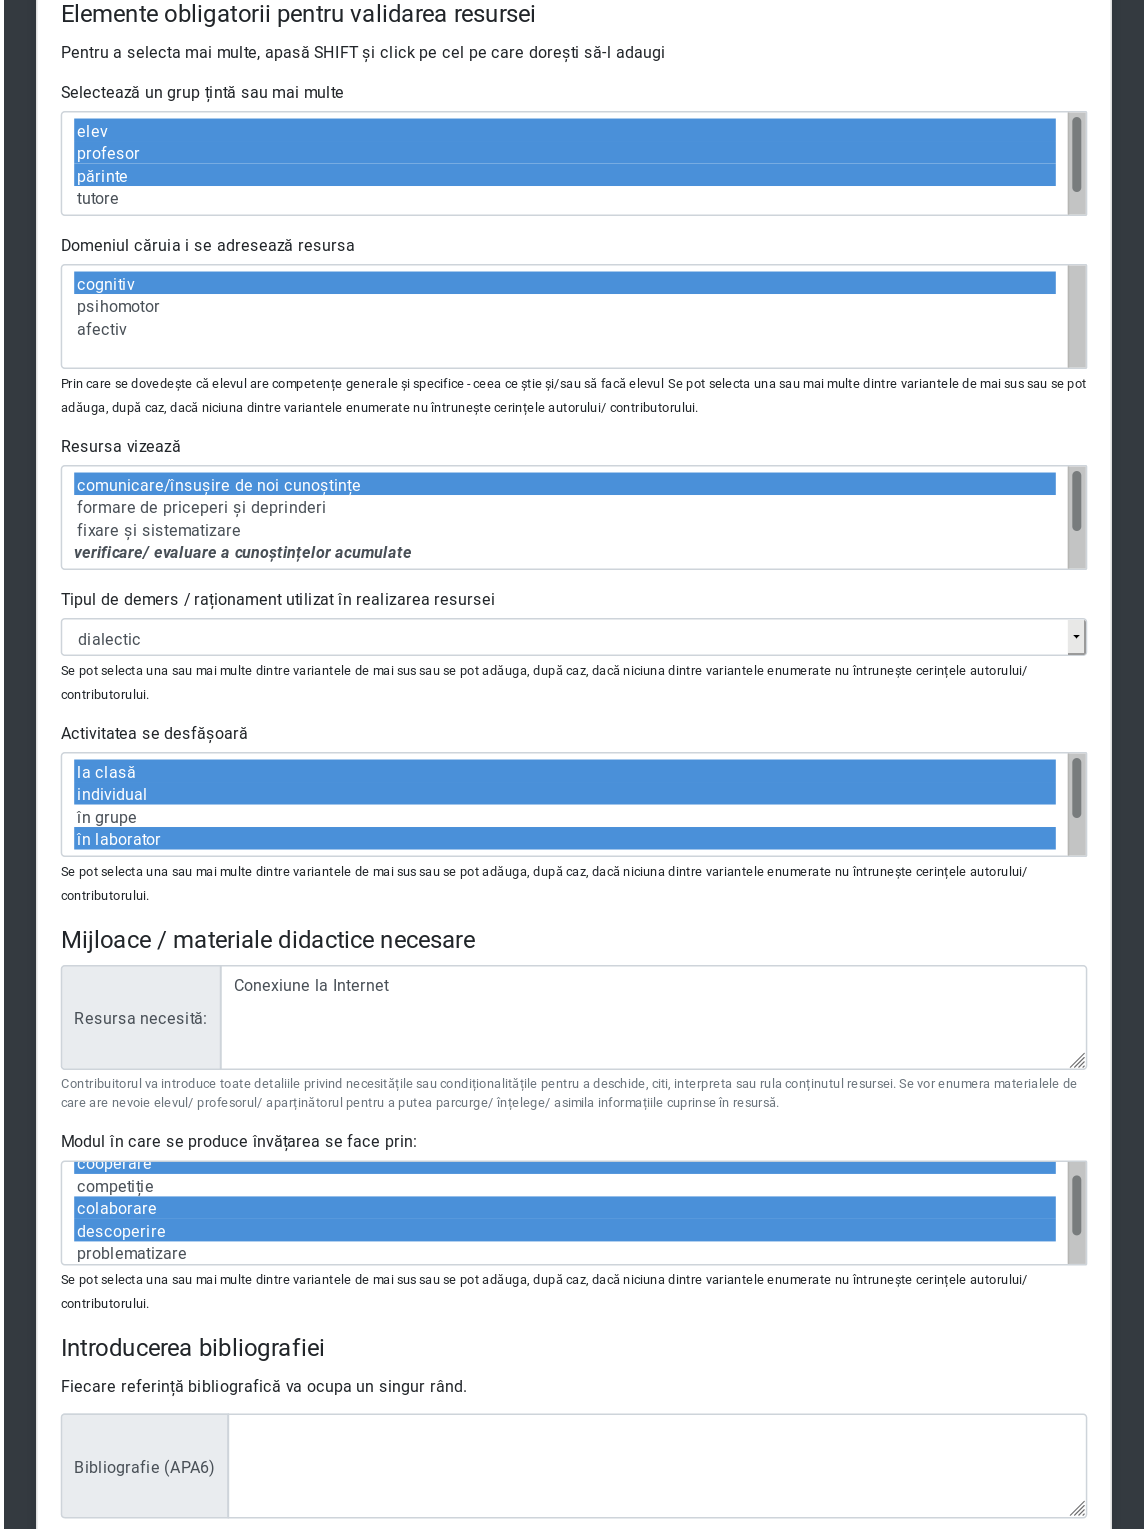 Elemente obligatorii pentru validarea resursei
Pentru a selecta mai multe, apasă SHIFT și click pe cel pe care dorești să-l adaugi
Selectează un grup țintă sau mai multe
elev
profesor
părinte
tutore
Domeniul căruia i se adresează resursa
cognitiv
psihomotor
afectiv
Prin care se dovedește că elevul are competențe generale și specifice - ceea ce știe și/sau să facă elevul Se pot selecta una sau mai multe dintre variantele de mai sus sau se pot
adăuga, după caz, dacă niciuna dintre variantele enumerate nu întrunește cerințele autorului/ contributorului.
Resursa vizează
comunicare/însușire de noi cunoștințe
formare de priceperi și deprinderi
fixare și sistematizare
verificare/ evaluare a cunoștințelor acumulate
Tipul de demers / raționament utilizat în realizarea resursei
dialectic
Se pot selecta una sau mai multe dintre variantele de mai sus sau se pot adăuga, după caz, dacă niciuna dintre variantele enumerate nu întrunește cerințele autorului/
contributorului.
Activitatea se desfășoară
la clasă
individual
în grupe
în laborator
Se pot selecta una sau mai multe dintre variantele de mai sus sau se pot adăuga, după caz, dacă niciuna dintre variantele enumerate nu întrunește cerințele autorului/
contributorului.
Mijloace / materiale didactice necesare
Resursa necesită:
Conexiune la Internet
Contribuitorul va introduce toate detaliile privind necesitățile sau condiționalitățile pentru a deschide, citi, interpreta sau rula conținutul resursei. Se vor enumera materialele de
care are nevoie elevul/ profesorul/ aparținătorul pentru a putea parcurge/ înțelege/ asimila informațiile cuprinse în resursă.
Modul în care se produce învățarea se face prin:
cooperare
competiție
colaborare
descoperire
problematizare
Se pot selecta una sau mai multe dintre variantele de mai sus sau se pot adăuga, după caz, dacă niciuna dintre variantele enumerate nu întrunește cerințele autorului/
contributorului.
Introducerea bibliografiei
Fiecare referință bibliografică va ocupa un singur rând.
Bibliografie (APA6)